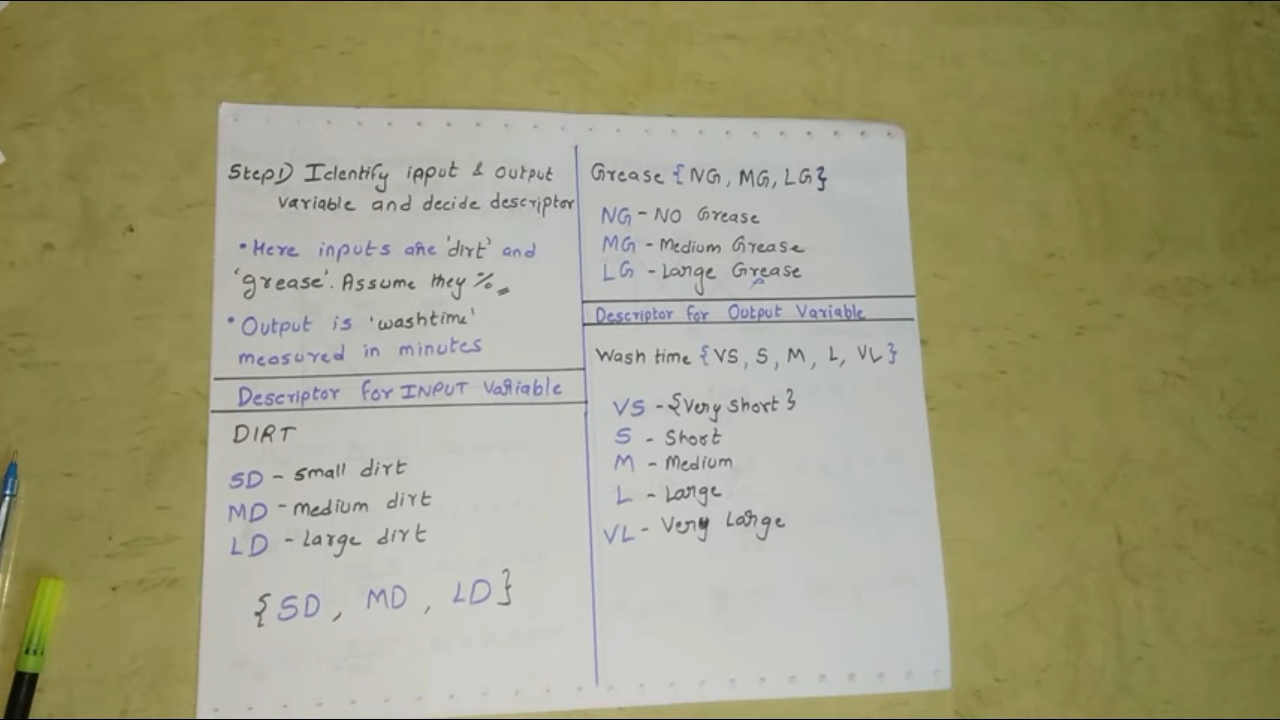 Step1) Identify input & output
variable and decide descriptor
• Here inputs are 'dirt' and
'grease'. Assume they %
• Output is 'washtime'
measured in minutes
Descriptor for INPUT Variable
DIRT
SD - small dirt
MD - medium dirt
LD - Large dirt
{SD, MD, LD}
Grease {NG, MG, LG}
NG - NO Grease
MG - Medium Grease
LG - Large Grease
Descriptor for Output Variable
Wash time {VS, S, M, L, VL}
VS - {Very Short}
S - Short
M - Medium
L - Large
VL - Very Large